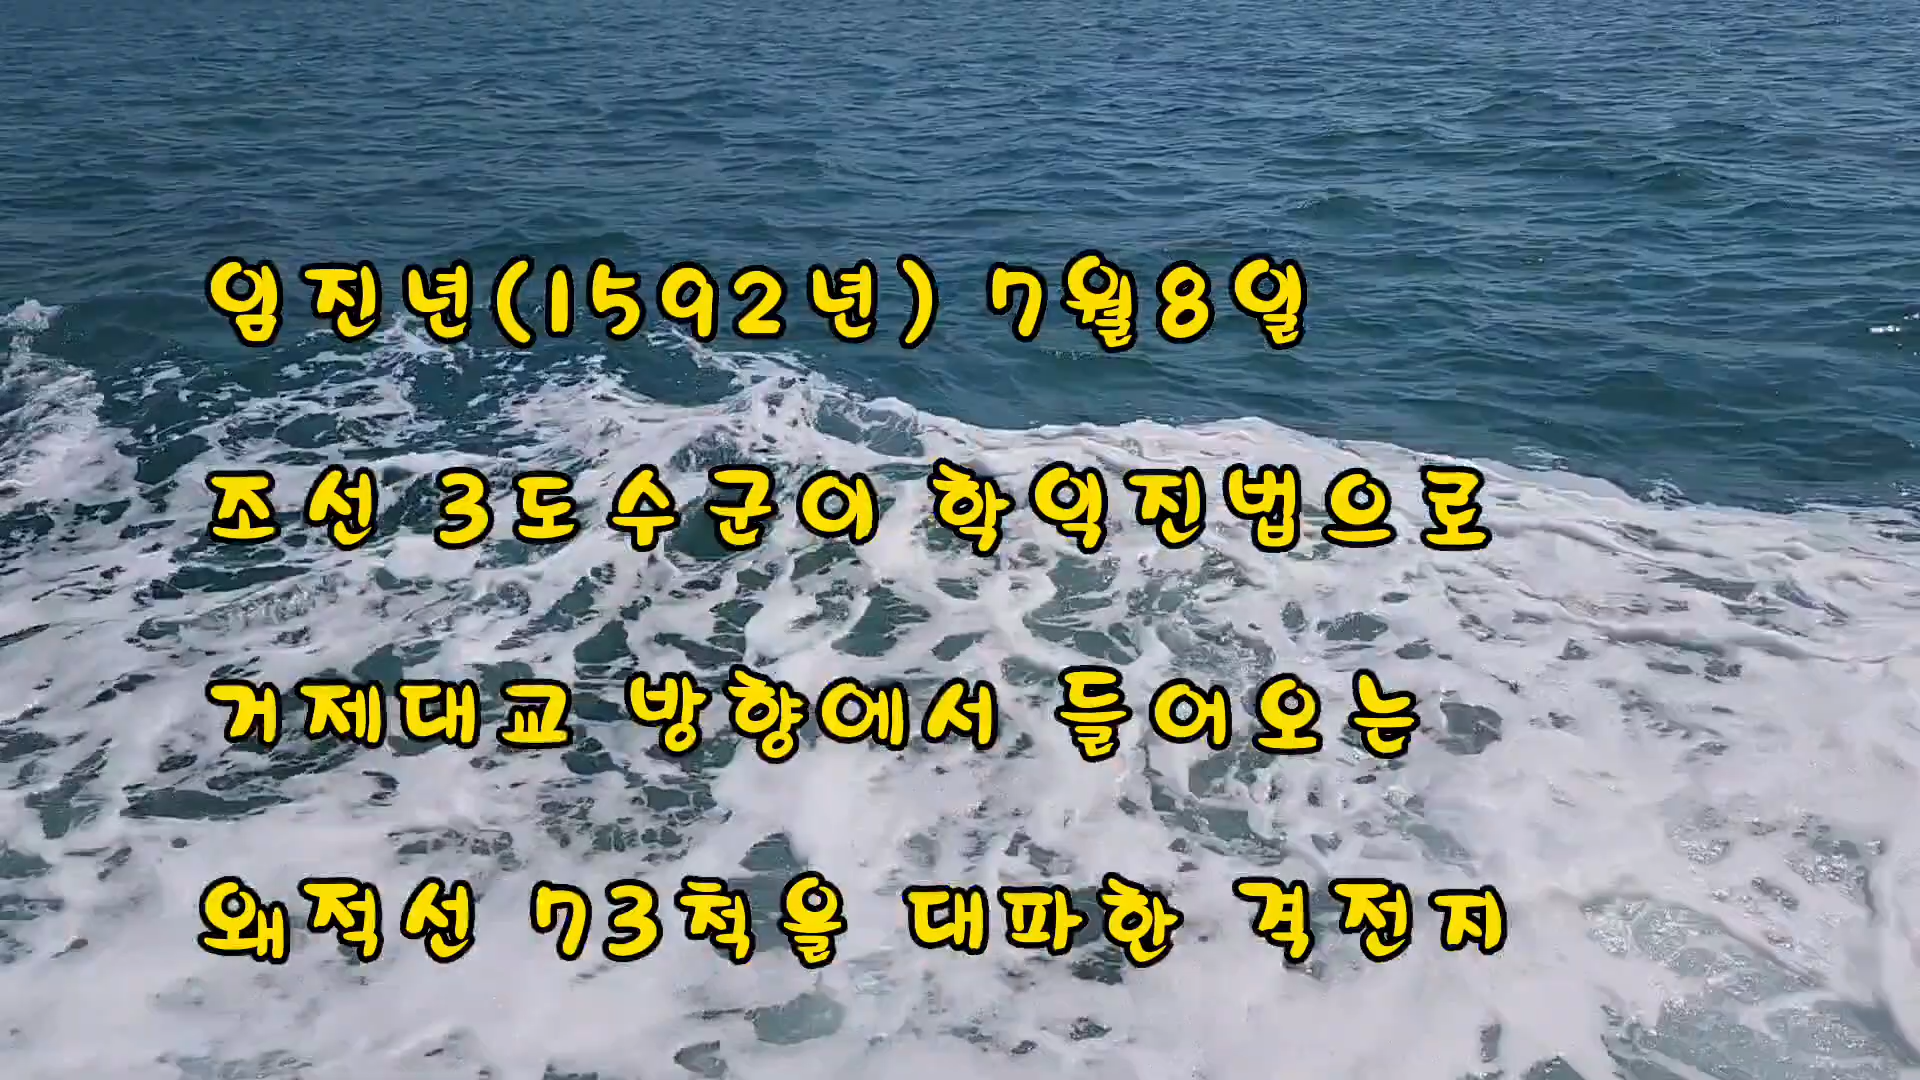 임진년(1592년) 7월8일
조선 3도수군이 학익진법으로
거제대교 방향에서 들어오는
왜적선 73척을 대파한 격전지